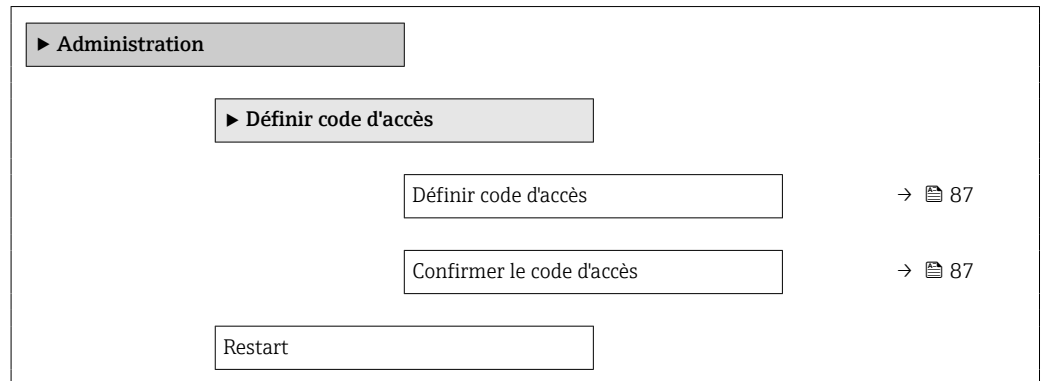 ▶ Administration
▶ Définir code d'accès
Définir code d'accès → 87
Confirmer le code d'accès → 87
Restart